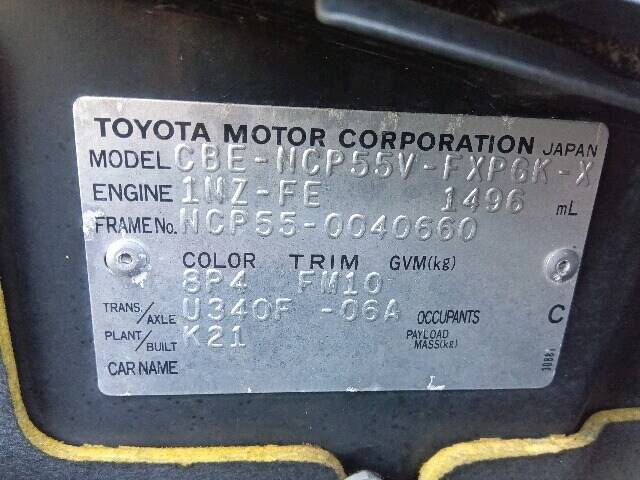 TOYOTA MOTOR CORPORATION JAPAN
MODEL CBE-NCP55V-FXPGK-X
ENGINE 1NZ-FE 1496 mL
FRAME No. NCP55-0040660
COLOR TRIM GVM(kg)
8P4 FM10
TRANS./AXLE U340F -06A OCCUPANTS C
PLANT/BUILT K21 PAYLOAD MASS(kg)
CAR NAME